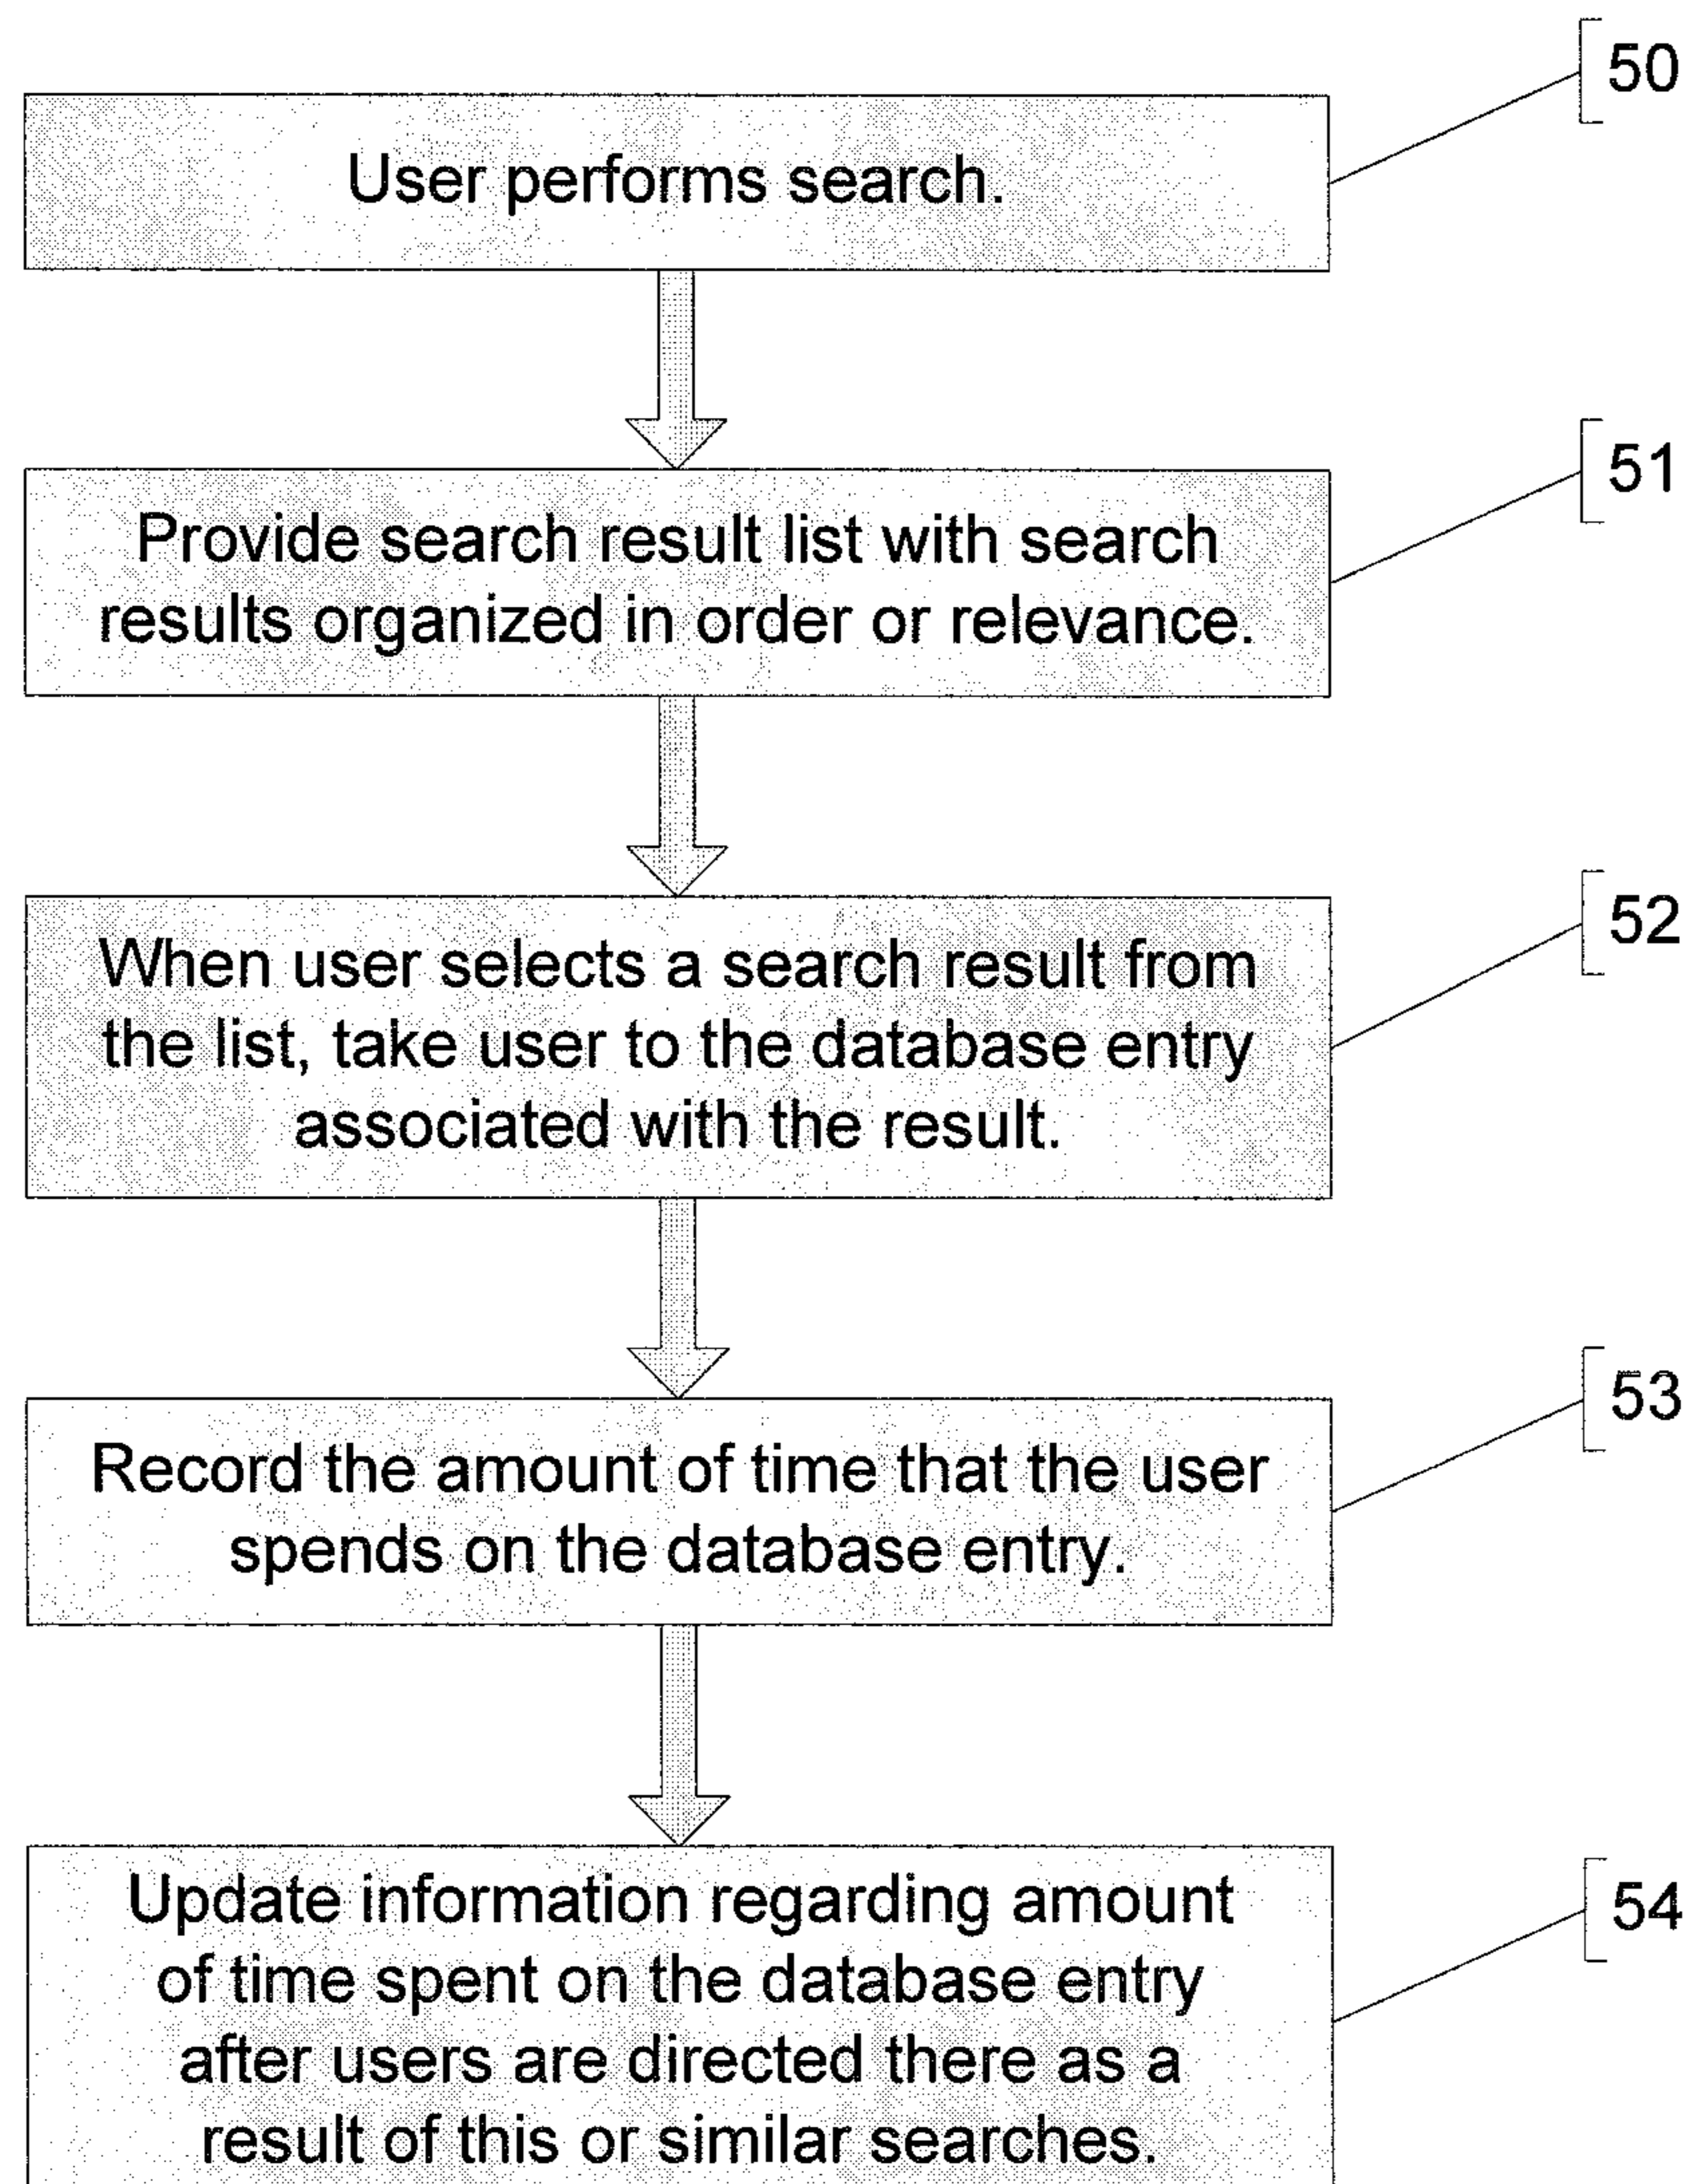 50
User performs search.
51
Provide search result list with search
results organized in order or relevance.
52
When user selects a search result from
the list, take user to the database entry
associated with the result.
53
Record the amount of time that the user
spends on the database entry.
54
Update information regarding amount
of time spent on the database entry
after users are directed there as a
result of this or similar searches.